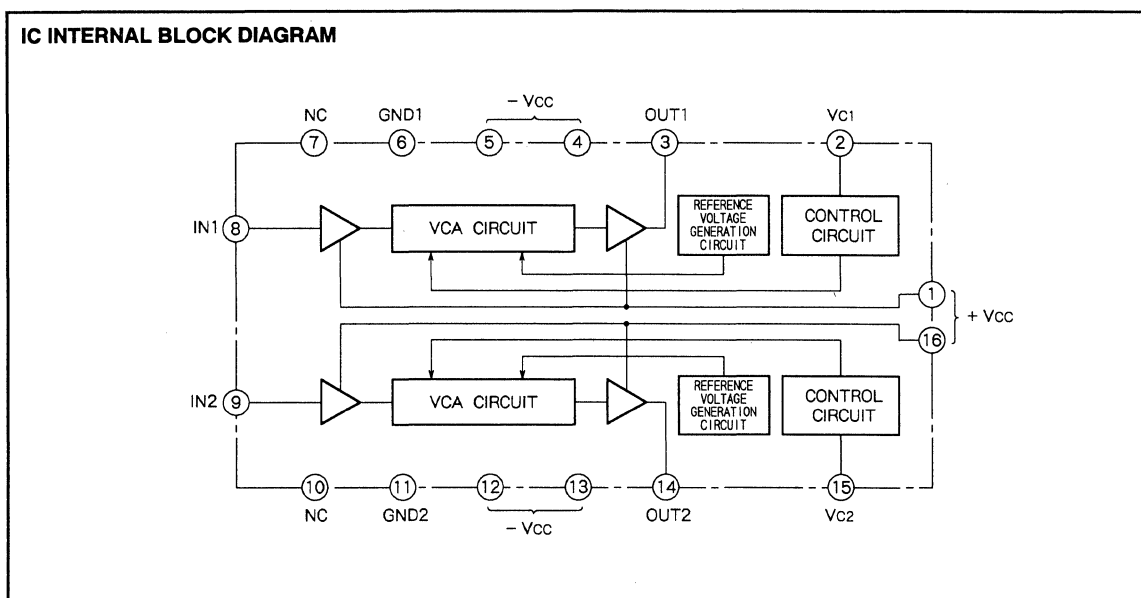 IC INTERNAL BLOCK DIAGRAM
– VCC
NC GND1 OUT1 VC1
7 6 5 4 3 2
IN1 8
VCA CIRCUIT
REFERENCE
VOLTAGE
GENERATION
CIRCUIT
CONTROL
CIRCUIT
1
+ VCC
16
IN2 9
VCA CIRCUIT
REFERENCE
VOLTAGE
GENERATION
CIRCUIT
CONTROL
CIRCUIT
10 11 12 13 14 15
NC GND2 OUT2 VC2
– VCC